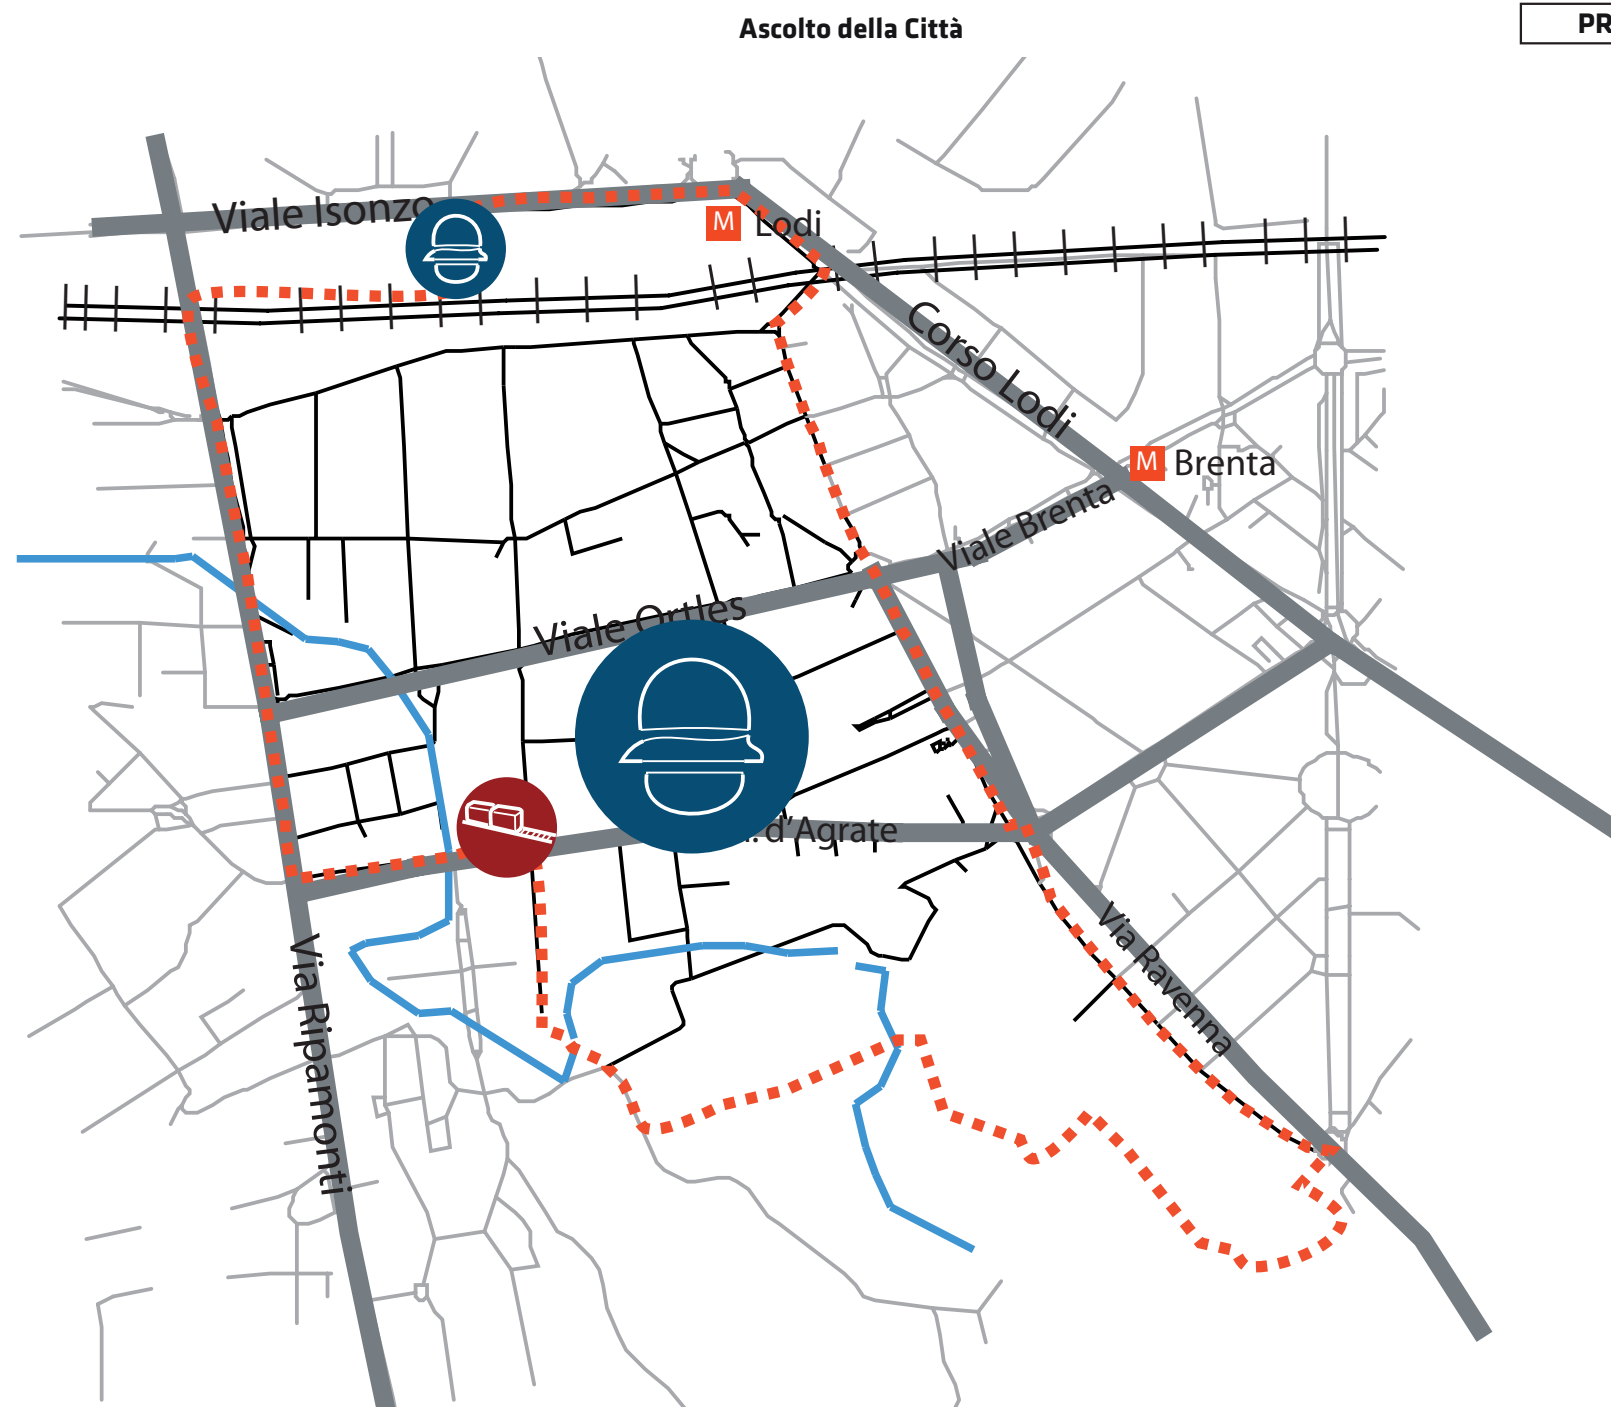 Ascolto della Città
PR
Viale Isonzo
M Lodi
Corso Lodi
M Brenta
Viale Brenta
Viale Ortles
. d’Agrate
Via Ravenna
Via Ripamonti